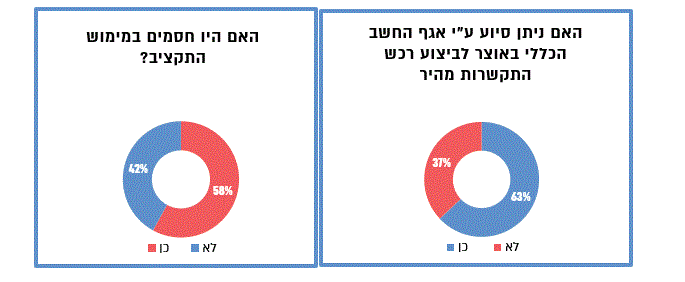 האם ניתן סיוע ע"י אגף החשב
הכללי באוצר לביצוע רכש
התקשרות מהיר
37%
63%
כן
לא
האם היו חסמים במימוש
התקציב?
42%
58%
כן
לא